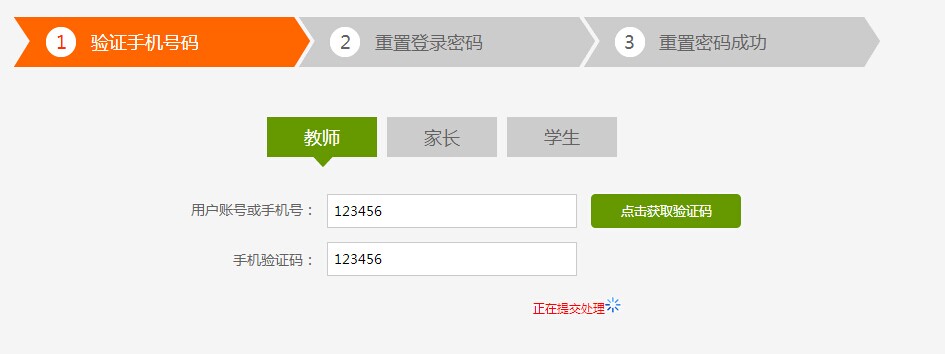 1 验证手机号码 2 重置登录密码 3 重置密码成功
教师 家长 学生
用户账号或手机号： 123456 点击获取验证码
手机验证码： 123456
正在提交处理